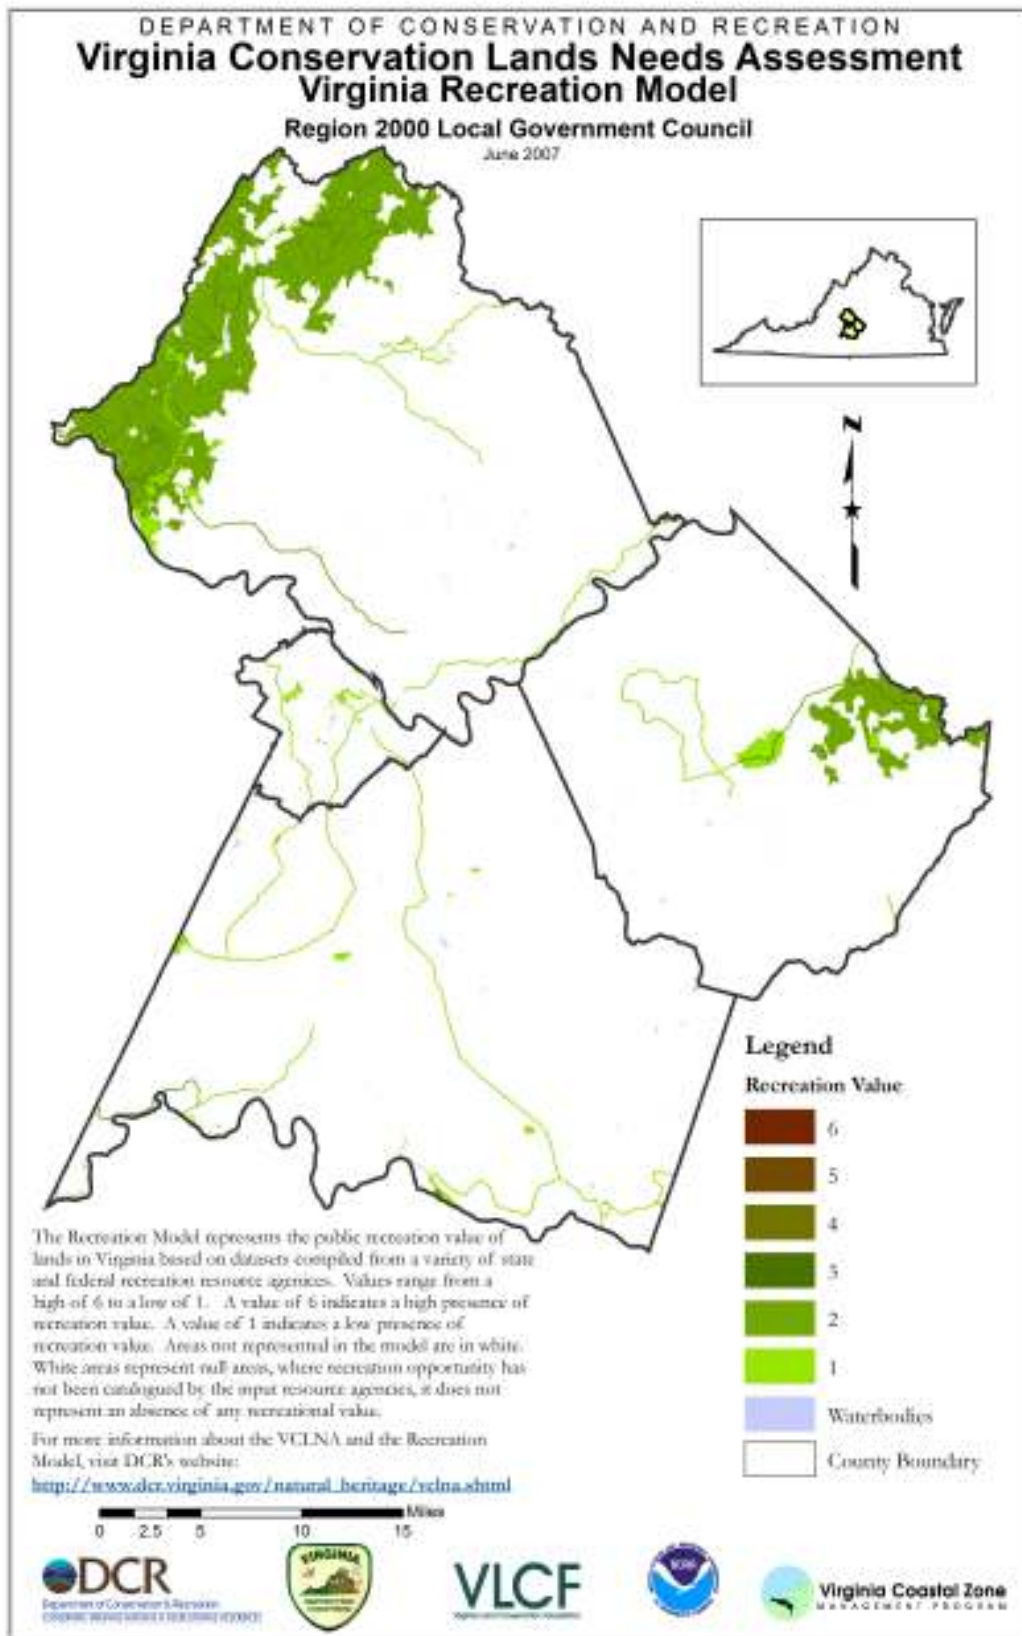 DEPARTMENT OF CONSERVATION AND RECREATION
Virginia Conservation Lands Needs Assessment
Virginia Recreation Model
Region 2000 Local Government Council
June 2007
N
Legend
Recreation Value
6
5
4
3
2
1
Waterbodies
County Boundary
The Recreation Model represents the public recreation value of
lands in Virginia based on datasets compiled from a variety of state
and federal recreation resource agencies. Values range from a
high of 6 to a low of 1. A value of 6 indicates a high presence of
recreation value. A value of 1 indicates a low presence of
recreation value. Areas not represented in the model are in white.
White areas represent null areas, where recreation opportunity has
not been catalogued by the input resource agencies, it does not
represent an absence of any recreational value.
For more information about the VCLNA and the Recreation
Model, visit DCR's website:
http://www.dcr.virginia.gov/natural_heritage/vclna.shtml
Miles
0 2.5 5 10 15
DCR
Department of Conservation & Recreation
VIRGINIA
VLCF
NOAA
Virginia Coastal Zone
MANAGEMENT PROGRAM